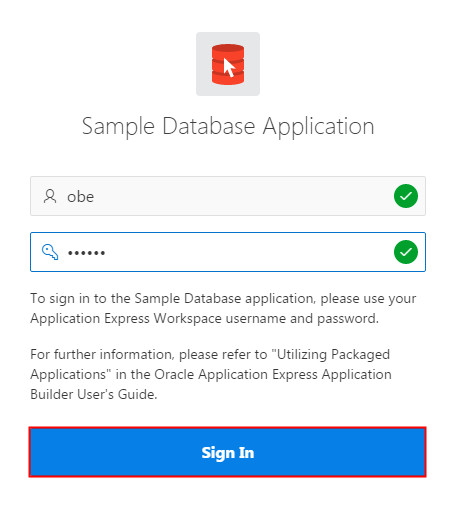 Sample Database Application
obe
••••••
To sign in to the Sample Database application, please use your
Application Express Workspace username and password.
For further information, please refer to "Utilizing Packaged
Applications" in the Oracle Application Express Application
Builder User's Guide.
Sign In